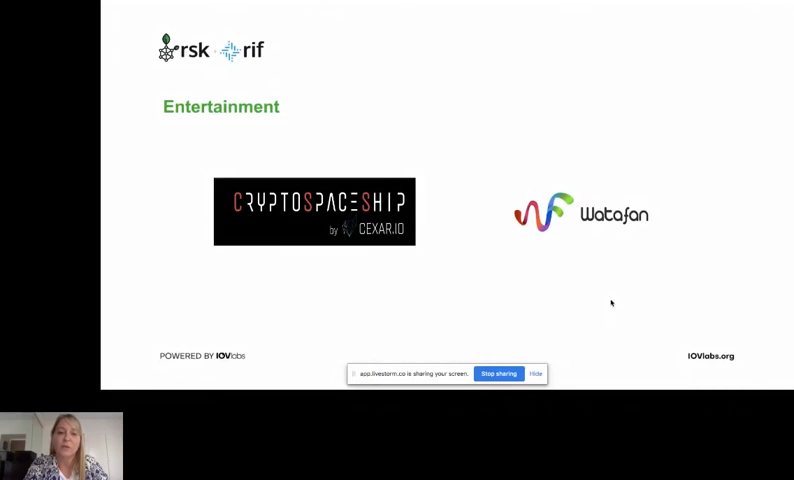 rsk rif
Entertainment
CRYPTOSPACESHIP
by CEXAR.IO
Watafan
POWERED BY IOVlabs
IOVlabs.org
app.livestorm.co is sharing your screen. Stop sharing Hide